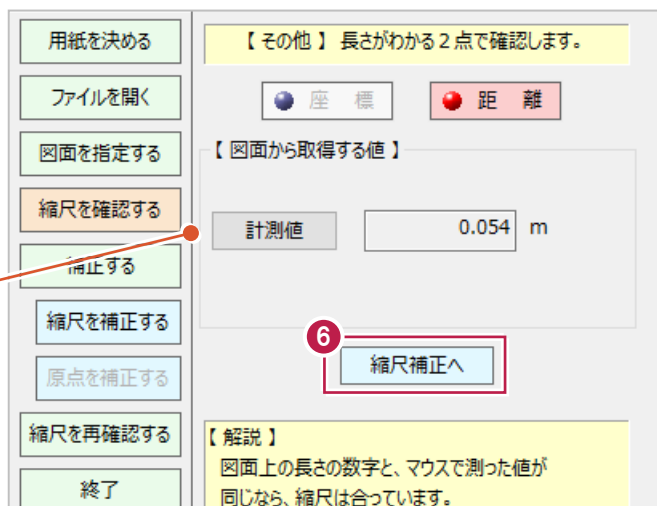 用紙を決める
ファイルを開く
図面を指定する
縮尺を確認する
補正する
縮尺を補正する
原点を補正する
縮尺を再確認する
終了
【 その他 】 長さがわかる2点で確認します。
座 標
距 離
【 図面から取得する値 】
計測値 0.054 m
6
縮尺補正へ
【 解説 】
図面上の長さの数字と、マウスで測った値が
同じなら、縮尺は合っています。